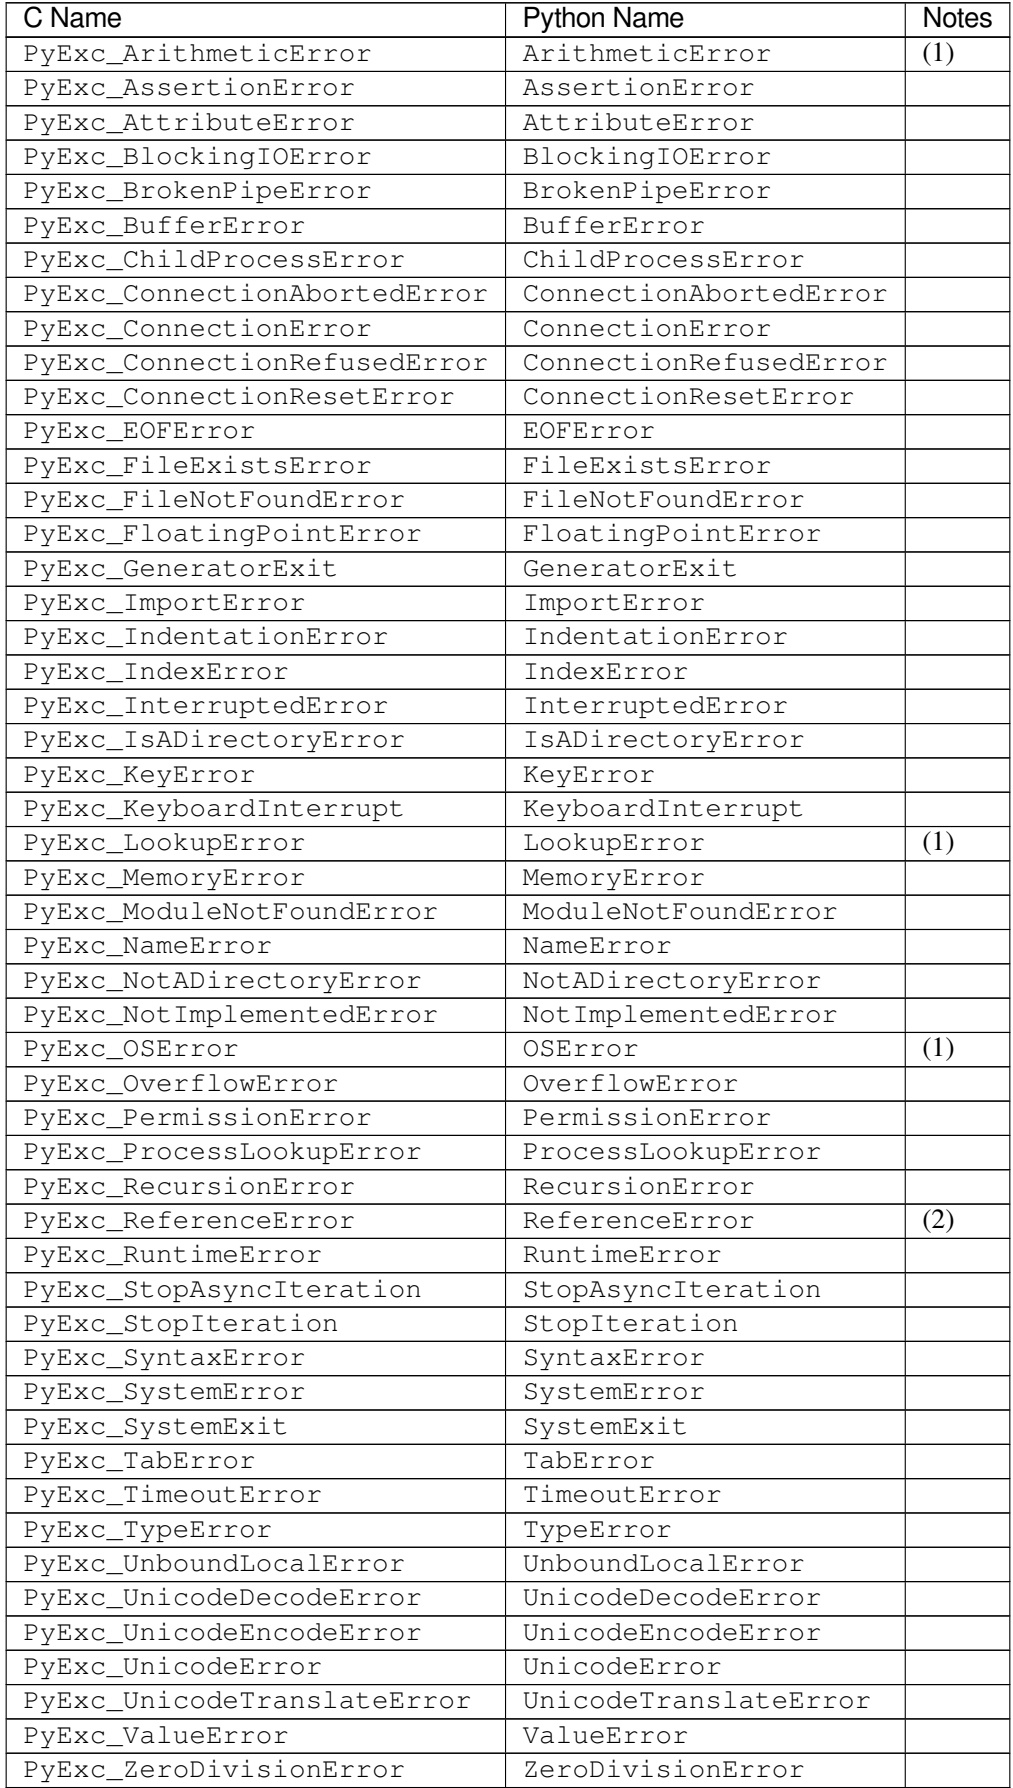 C Name Python Name Notes
PyExc_ArithmeticError ArithmeticError (1)
PyExc_AssertionError AssertionError
PyExc_AttributeError AttributeError
PyExc_BlockingIOError BlockingIOError
PyExc_BrokenPipeError BrokenPipeError
PyExc_BufferError BufferError
PyExc_ChildProcessError ChildProcessError
PyExc_ConnectionAbortedError ConnectionAbortedError
PyExc_ConnectionError ConnectionError
PyExc_ConnectionRefusedError ConnectionRefusedError
PyExc_ConnectionResetError ConnectionResetError
PyExc_EOFError EOFError
PyExc_FileExistsError FileExistsError
PyExc_FileNotFoundError FileNotFoundError
PyExc_FloatingPointError FloatingPointError
PyExc_GeneratorExit GeneratorExit
PyExc_ImportError ImportError
PyExc_IndentationError IndentationError
PyExc_IndexError IndexError
PyExc_InterruptedError InterruptedError
PyExc_IsADirectoryError IsADirectoryError
PyExc_KeyError KeyError
PyExc_KeyboardInterrupt KeyboardInterrupt
PyExc_LookupError LookupError (1)
PyExc_MemoryError MemoryError
PyExc_ModuleNotFoundError ModuleNotFoundError
PyExc_NameError NameError
PyExc_NotADirectoryError NotADirectoryError
PyExc_NotImplementedError NotImplementedError
PyExc_OSError OSError (1)
PyExc_OverflowError OverflowError
PyExc_PermissionError PermissionError
PyExc_ProcessLookupError ProcessLookupError
PyExc_RecursionError RecursionError
PyExc_ReferenceError ReferenceError (2)
PyExc_RuntimeError RuntimeError
PyExc_StopAsyncIteration StopAsyncIteration
PyExc_StopIteration StopIteration
PyExc_SyntaxError SyntaxError
PyExc_SystemError SystemError
PyExc_SystemExit SystemExit
PyExc_TabError TabError
PyExc_TimeoutError TimeoutError
PyExc_TypeError TypeError
PyExc_UnboundLocalError UnboundLocalError
PyExc_UnicodeDecodeError UnicodeDecodeError
PyExc_UnicodeEncodeError UnicodeEncodeError
PyExc_UnicodeError UnicodeError
PyExc_UnicodeTranslateError UnicodeTranslateError
PyExc_ValueError ValueError
PyExc_ZeroDivisionError ZeroDivisionError